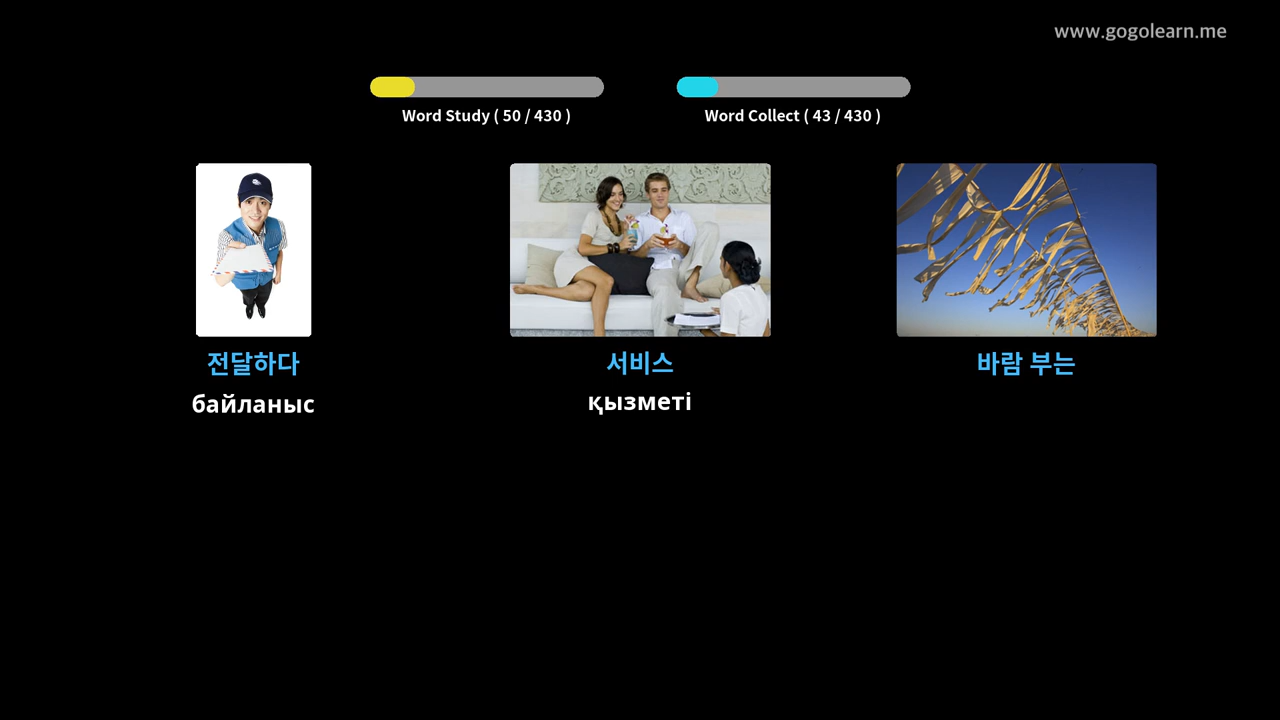 www.gogolearn.me
Word Study ( 50 / 430 )
Word Collect ( 43 / 430 )
전달하다
서비스
바람 부는
байланыс
қызметі